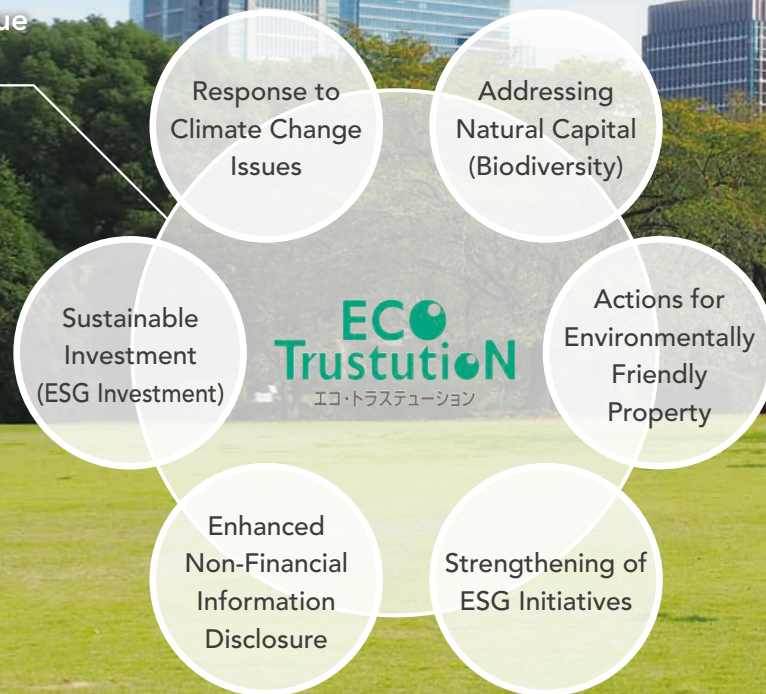 ue
Response to
Climate Change
Issues
Addressing
Natural Capital
(Biodiversity)
Sustainable
Investment
(ESG Investment)
ECO
TrustutioN
エコ・トラステューション
Actions for
Environmentally
Friendly
Property
Enhanced
Non-Financial
Information
Disclosure
Strengthening of
ESG Initiatives